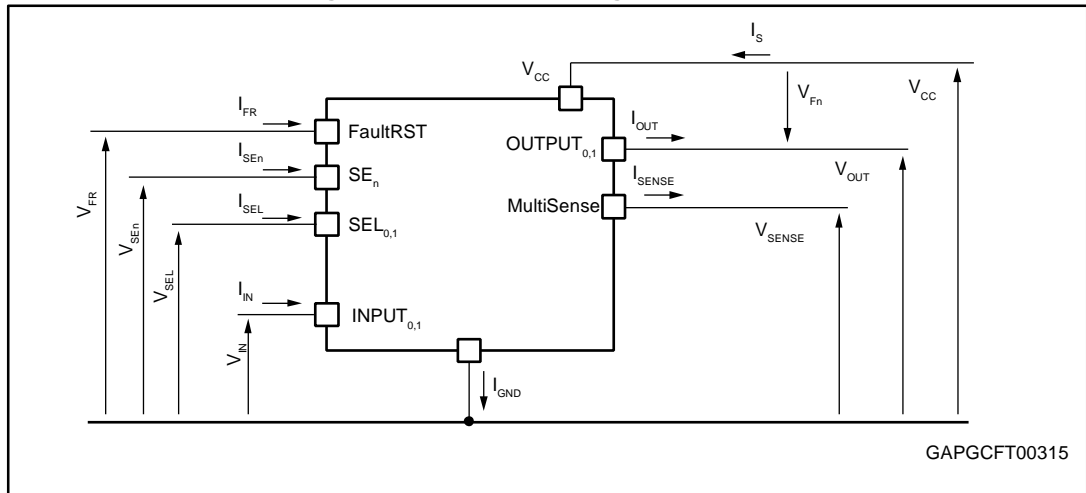 I_S
V_CC
V_Fn
V_CC
I_FR
FaultRST
I_OUT
OUTPUT_0,1
I_SEn
SE_n
V_OUT
I_SENSE
MultiSense
V_FR
V_SEn
I_SEL
SEL_0,1
V_SENSE
V_SEL
I_IN
INPUT_0,1
V_IN
I_GND
GAPGCFT00315